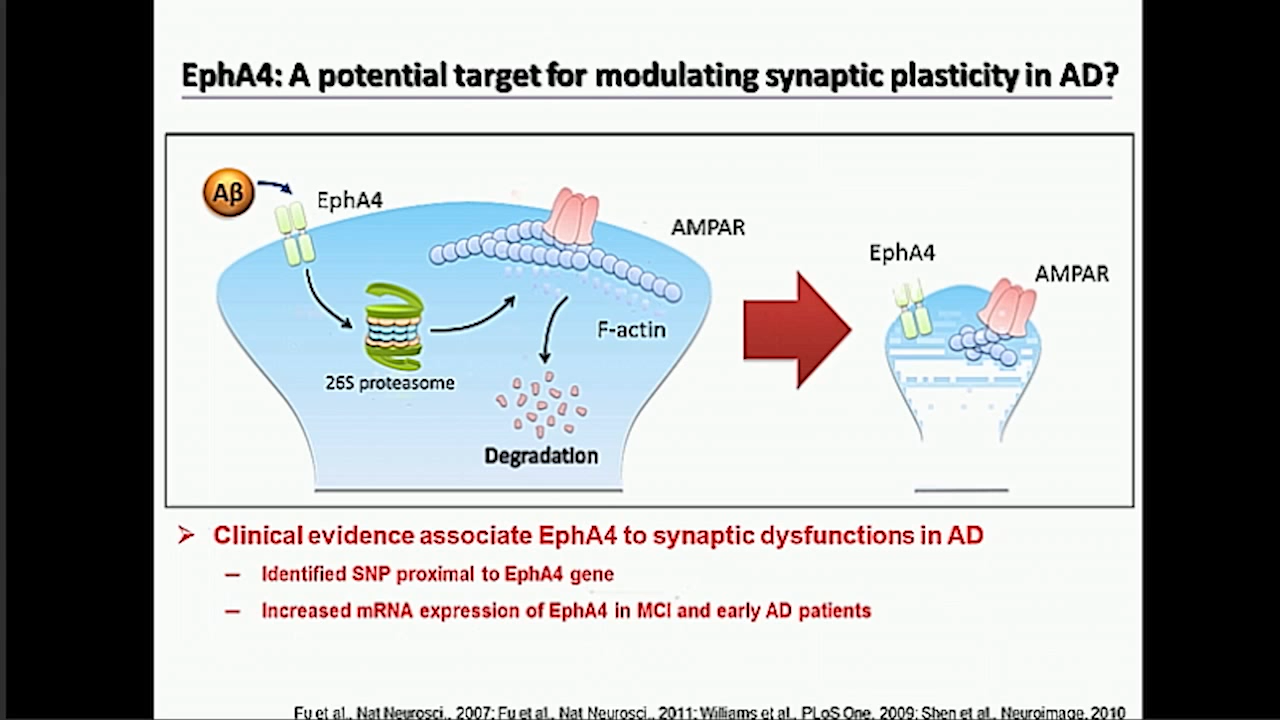 EphA4: A potential target for modulating synaptic plasticity in AD?
Aβ
EphA4
AMPAR
F-actin
26S proteasome
Degradation
EphA4
AMPAR
➢ Clinical evidence associate EphA4 to synaptic dysfunctions in AD
– Identified SNP proximal to EphA4 gene
– Increased mRNA expression of EphA4 in MCI and early AD patients
Fu et al., Nat Neurosci., 2007; Fu et al., Nat Neurosci., 2011; Williams et al., PLoS One, 2009; Shen et al., Neuroimage, 2010